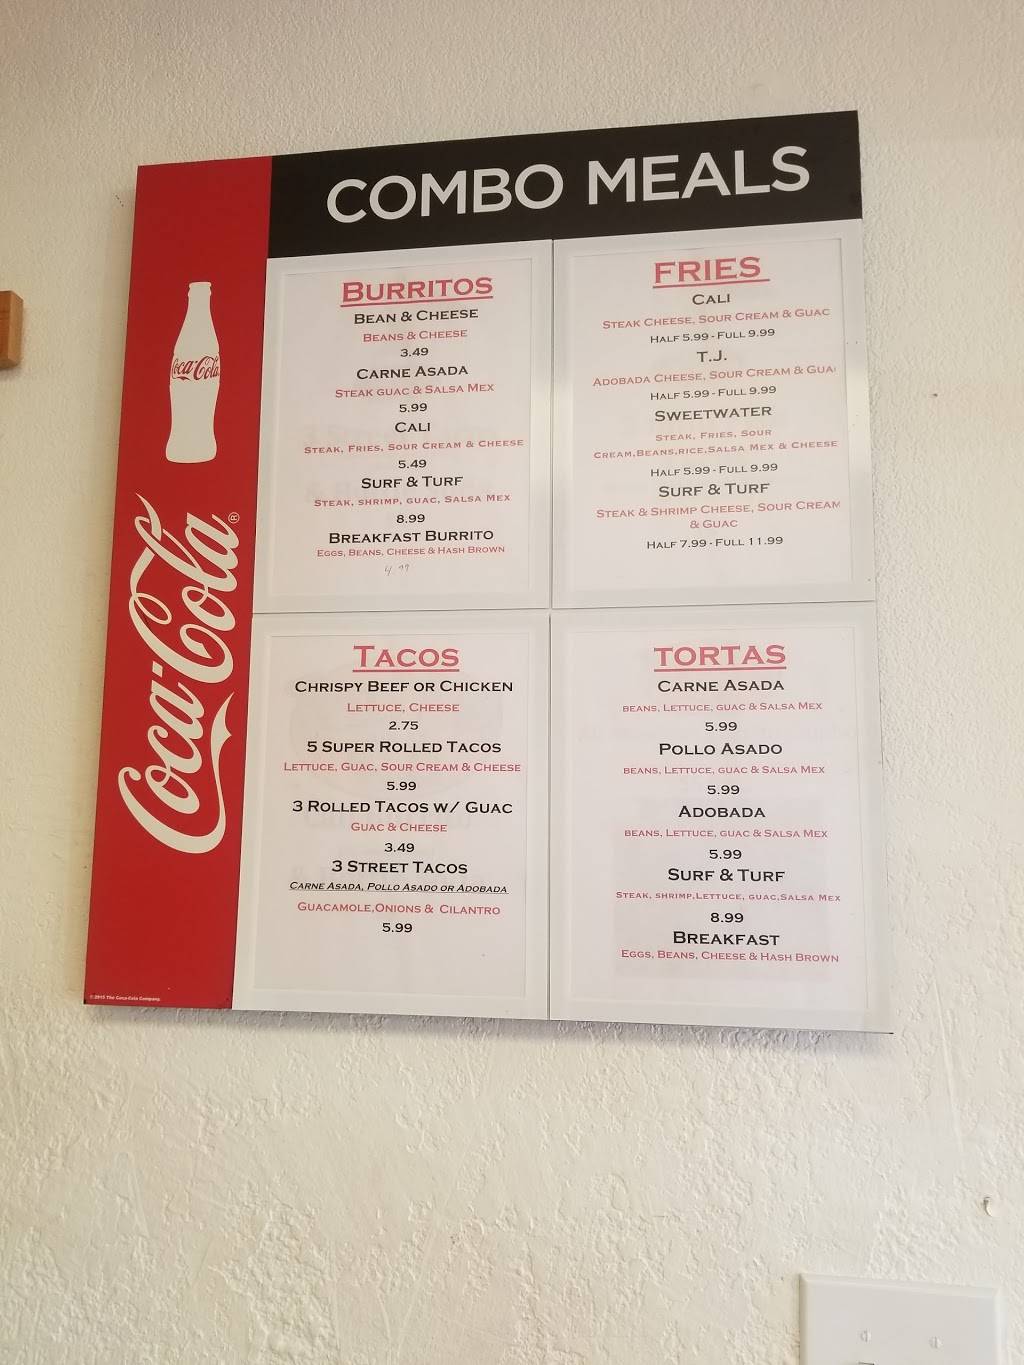 COMBO MEALS
Coca-Cola
Coca-Cola®
© 2015 The Coca-Cola Company.
BURRITOS
BEAN & CHEESE
BEANS & CHEESE
3.49
CARNE ASADA
STEAK GUAC & SALSA MEX
5.99
CALI
STEAK, FRIES, SOUR CREAM & CHEESE
5.49
SURF & TURF
STEAK, SHRIMP, GUAC, SALSA MEX
8.99
BREAKFAST BURRITO
EGGS, BEANS, CHEESE & HASH BROWN
4.99
FRIES
CALI
STEAK CHEESE, SOUR CREAM & GUAC
HALF 5.99 - FULL 9.99
T.J.
ADOBADA CHEESE, SOUR CREAM & GUA
HALF 5.99 - FULL 9.99
SWEETWATER
STEAK, FRIES, SOUR
CREAM,BEANS,RICE,SALSA MEX & CHEESE
HALF 5.99 - FULL 9.99
SURF & TURF
STEAK & SHRIMP CHEESE, SOUR CREAM
& GUAC
HALF 7.99 - FULL 11.99
TACOS
CHRISPY BEEF OR CHICKEN
LETTUCE, CHEESE
2.75
5 SUPER ROLLED TACOS
LETTUCE, GUAC, SOUR CREAM & CHEESE
5.99
3 ROLLED TACOS W/ GUAC
GUAC & CHEESE
3.49
3 STREET TACOS
CARNE ASADA, POLLO ASADO OR ADOBADA
GUACAMOLE,ONIONS & CILANTRO
5.99
TORTAS
CARNE ASADA
BEANS, LETTUCE, GUAC & SALSA MEX
5.99
POLLO ASADO
BEANS, LETTUCE, GUAC & SALSA MEX
5.99
ADOBADA
BEANS, LETTUCE, GUAC & SALSA MEX
5.99
SURF & TURF
STEAK, SHRIMP,LETTUCE, GUAC,SALSA MEX
8.99
BREAKFAST
EGGS, BEANS, CHEESE & HASH BROWN